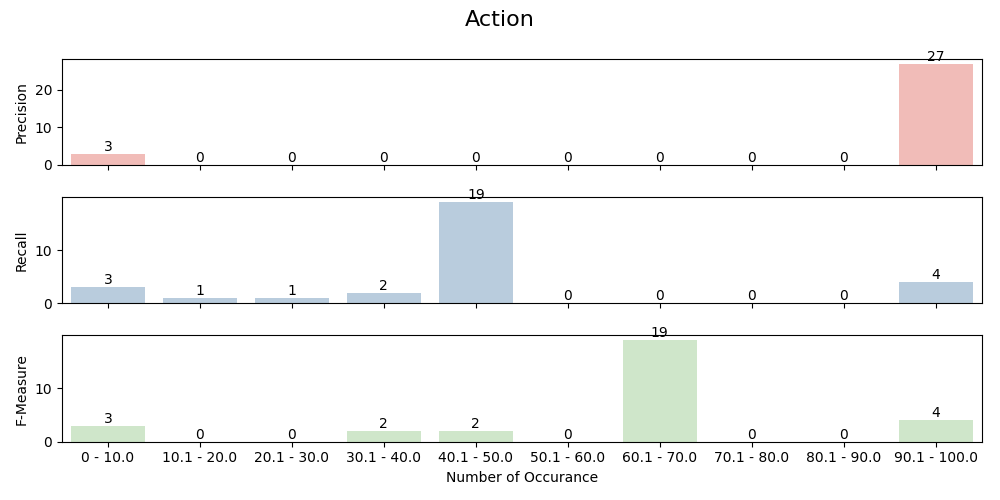 Action
Precision
20
10
0
3 0 0 0 0 0 0 0 0 27
Recall
10
0
3 1 1 2 19 0 0 0 0 4
F-Measure
10
0
3 0 0 2 2 0 19 0 0 4
0 - 10.0 10.1 - 20.0 20.1 - 30.0 30.1 - 40.0 40.1 - 50.0 50.1 - 60.0 60.1 - 70.0 70.1 - 80.0 80.1 - 90.0 90.1 - 100.0
Number of Occurance